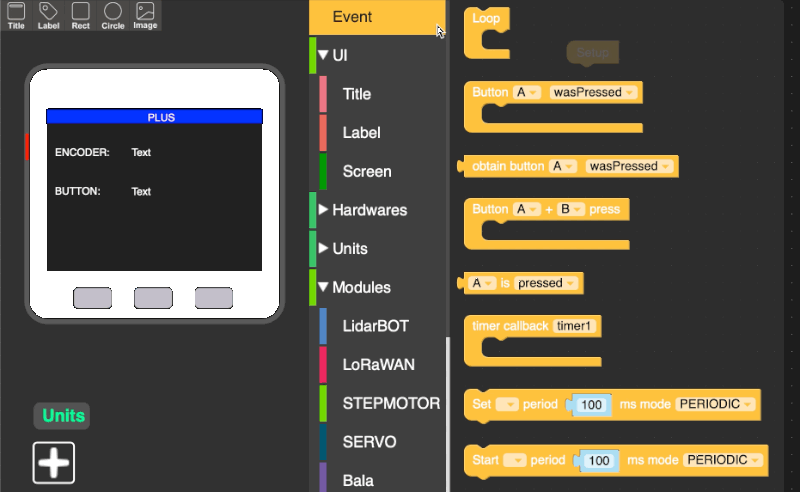 Title Label Rect Circle Image
PLUS
ENCODER: Text
BUTTON: Text
Units
Event
UI
Title
Label
Screen
Hardwares
Units
Modules
LidarBOT
LoRaWAN
STEPMOTOR
SERVO
Bala
Loop
Setup
Button A wasPressed
obtain button A wasPressed
Button A + B press
A is pressed
timer callback timer1
Set period 100 ms mode PERIODIC
Start period 100 ms mode PERIODIC